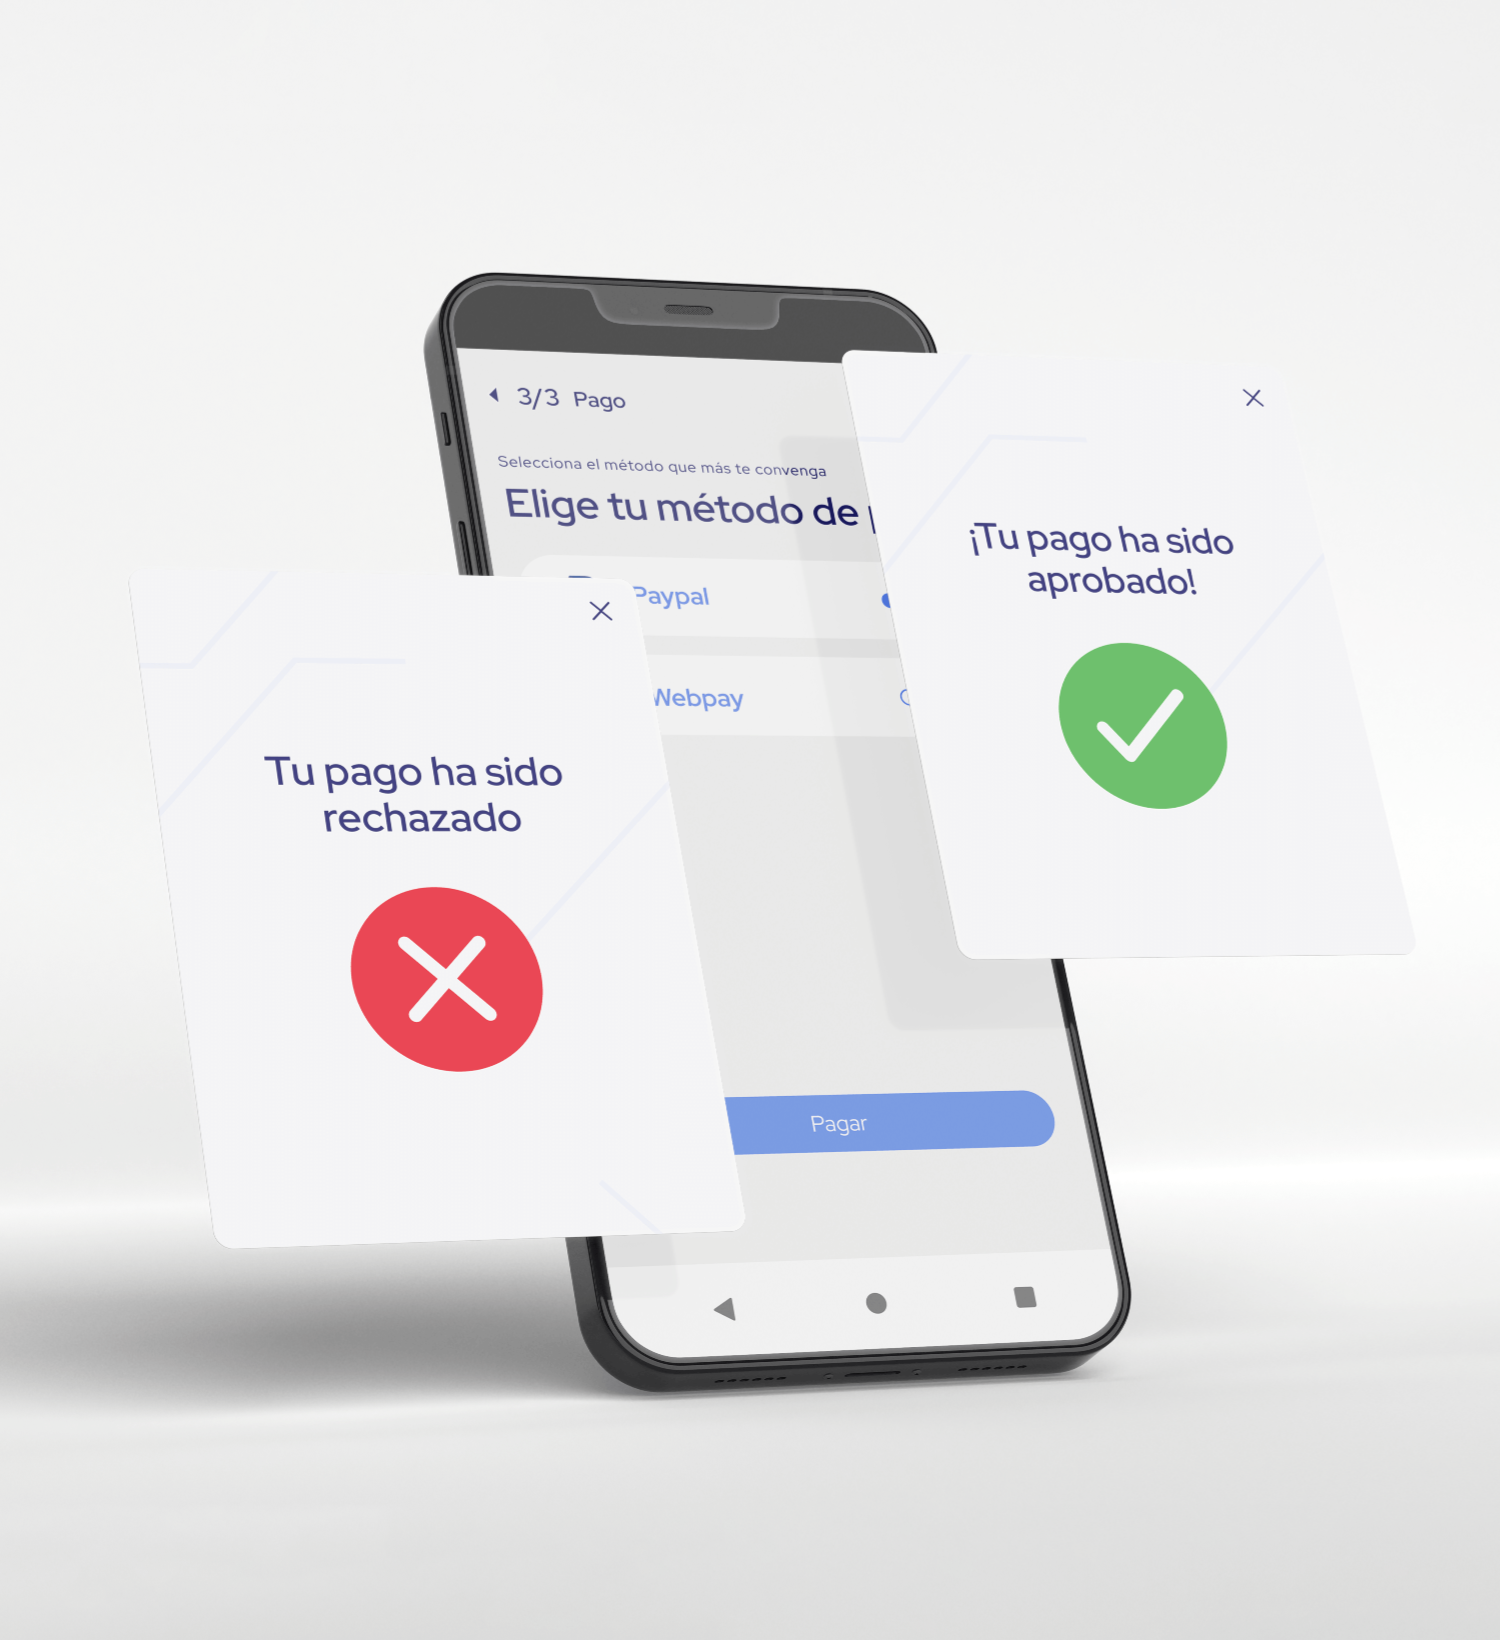 3/3 Pago
Selecciona el método que más te convenga
Elige tu método de
Paypal
Webpay
Pagar
¡Tu pago ha sido
aprobado!
Tu pago ha sido
rechazado